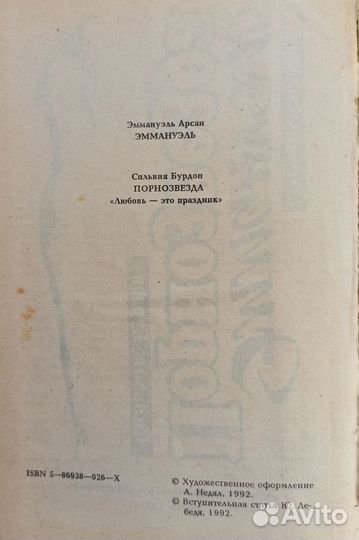 Эммануэль Арсан
ЭММАНУЭЛЬ
Сильвия Бурдон
ПОРНОЗВЕЗДА
«Любовь — это праздник»
ISBN 5—86938—026—X
© Художественное оформление
А. Недял, 1992.
© Вступительная статья Ю. Ле-
бедя, 1992.
Avito